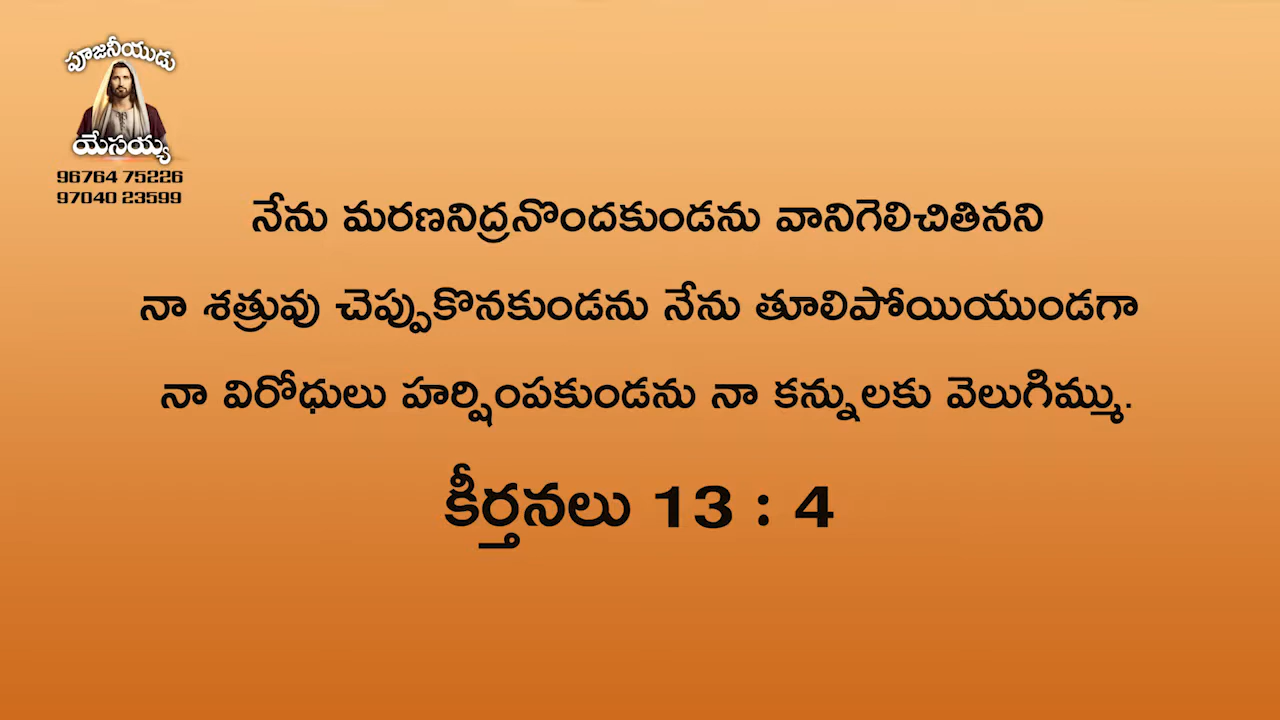 పూజనీయుడు
యేసయ్య
96764 75226
97040 23599
నేను మరణనిద్రనొందకుండను వానిగెలిచితినని
నా శత్రువు చెప్పుకొనకుండను నేను తూలిపోయియుండగా
నా విరోధులు హర్షింపకుండను నా కన్నులకు వెలుగిమ్ము.
కీర్తనలు 13 : 4